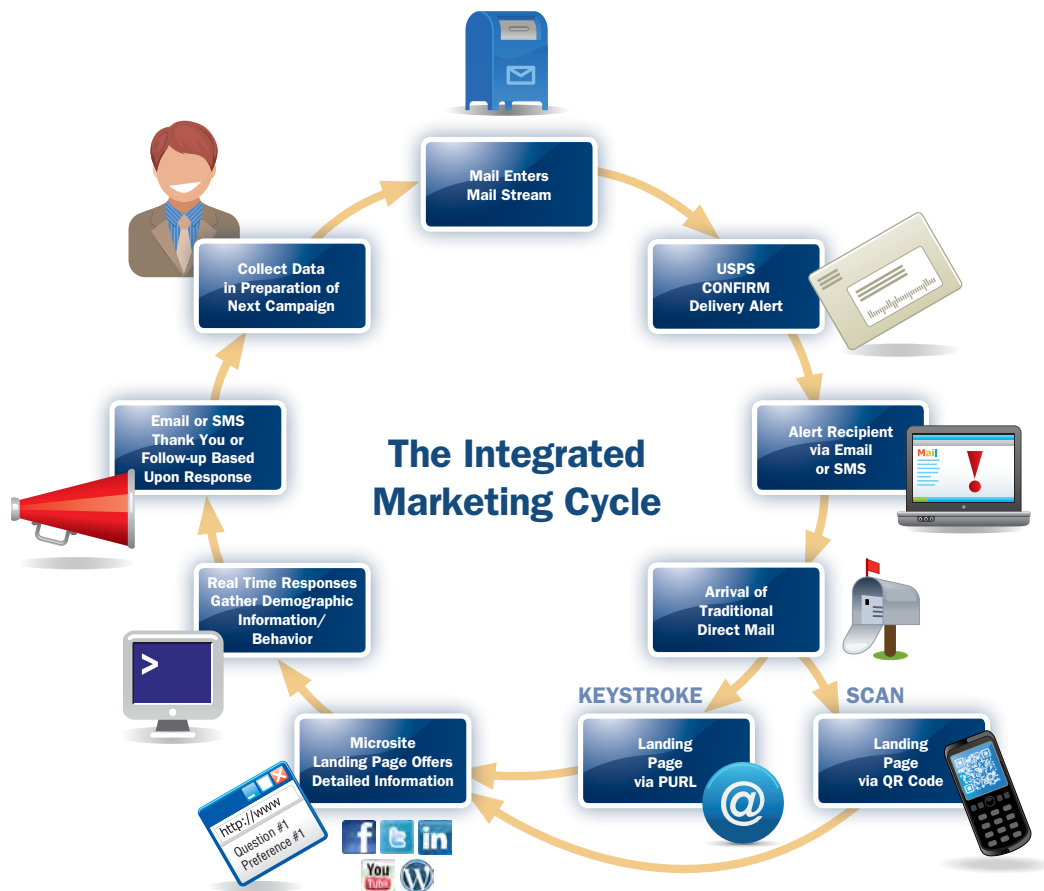 Mail Enters
Mail Stream
USPS
CONFIRM
Delivery Alert
Alert Recipient
via Email
or SMS
Mail
Arrival of
Traditional
Direct Mail
KEYSTROKE
SCAN
Landing
Page
via PURL
@
Landing
Page
via QR Code
Microsite
Landing Page Offers
Detailed Information
http://www
Question #1
Preference #1
f
t
in
You
Tube
W
Real Time Responses
Gather Demographic
Information/
Behavior
>
Email or SMS
Thank You or
Follow-up Based
Upon Response
Collect Data
in Preparation of
Next Campaign
The Integrated
Marketing Cycle